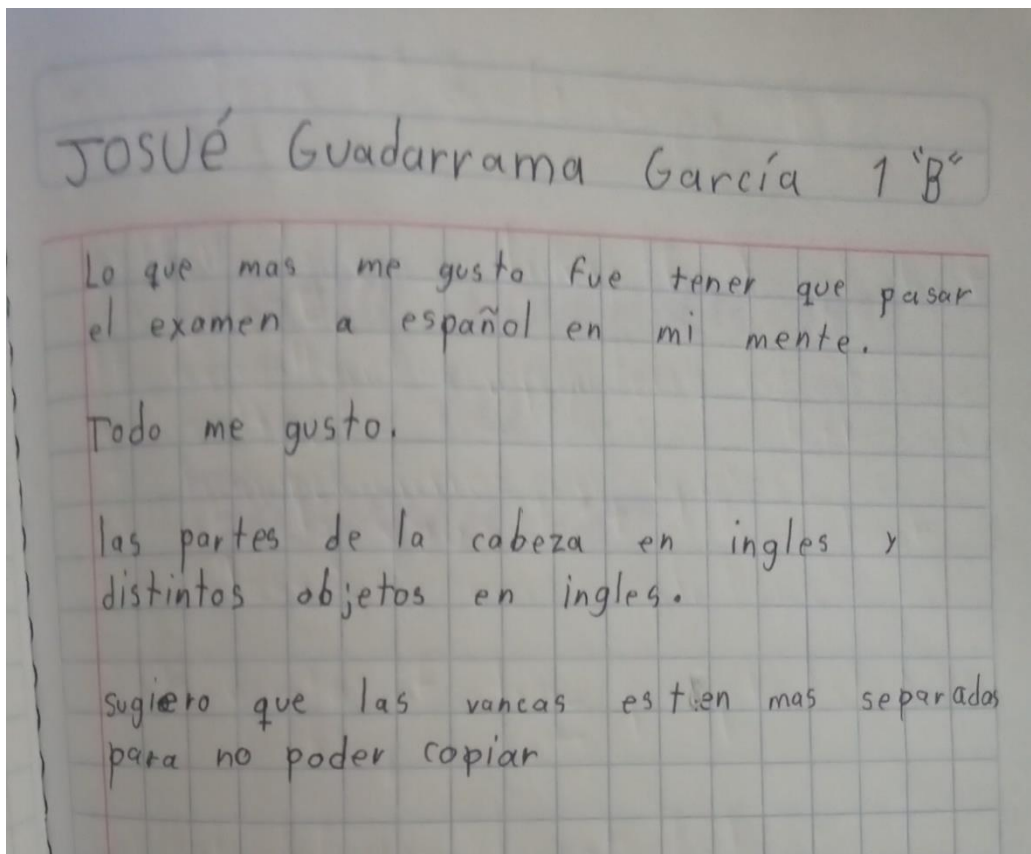 Josué Guadarrama García 1 "B"
Lo que mas me gusto fue tener que pasar
el examen a español en mi mente.
Todo me gusto.
las partes de la cabeza en ingles y
distintos objetos en ingles.
sugiero que las vancas estien mas separadas
para no poder copiar